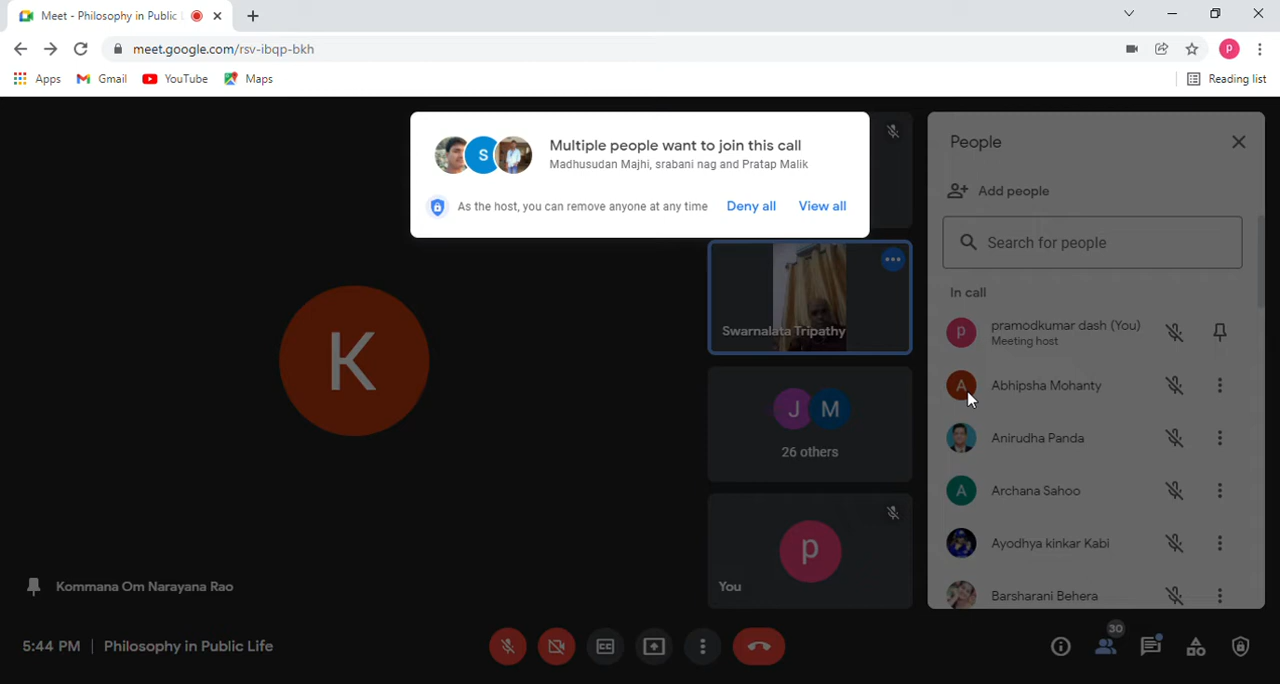 Meet - Philosophy in Public
meet.google.com/rsv-ibqp-bkh
P
Apps
Gmail
YouTube
Maps
Reading list
S
Multiple people want to join this call
Madhusudan Majhi, srabani nag and Pratap Malik
As the host, you can remove anyone at any time
Deny all
View all
K
Kommana Om Narayana Rao
Swarnalata Tripathy
J M
26 others
p
You
People
Add people
Search for people
In call
p
pramodkumar dash (You)
Meeting host
A
Abhipsha Mohanty
Anirudha Panda
A
Archana Sahoo
Ayodhya kinkar Kabi
Barsharani Behera
5:44 PM | Philosophy in Public Life
CC
30